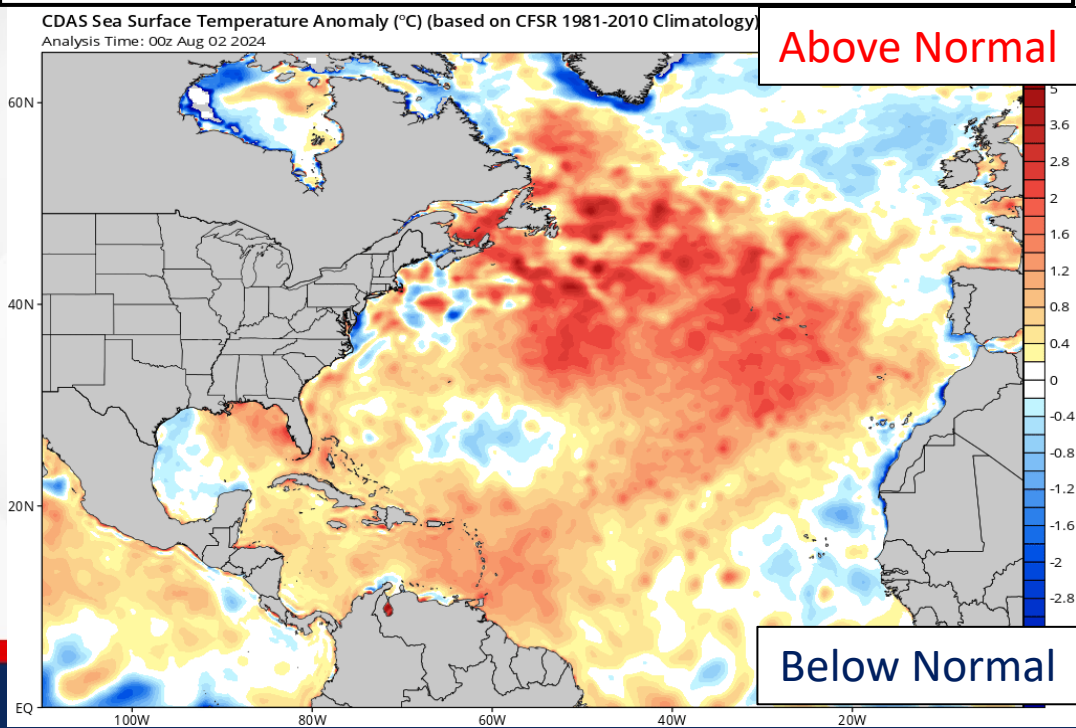 CDAS Sea Surface Temperature Anomaly (°C) (based on CFSR 1981-2010 Climatology)
Analysis Time: 00z Aug 02 2024
Above Normal
5
3.6
2.8
2
1.6
1.2
0.8
0.4
0
-0.4
-0.8
-1.2
-1.6
-2
-2.8
Below Normal
60N
40N
20N
EQ
100W
80W
60W
40W
20W